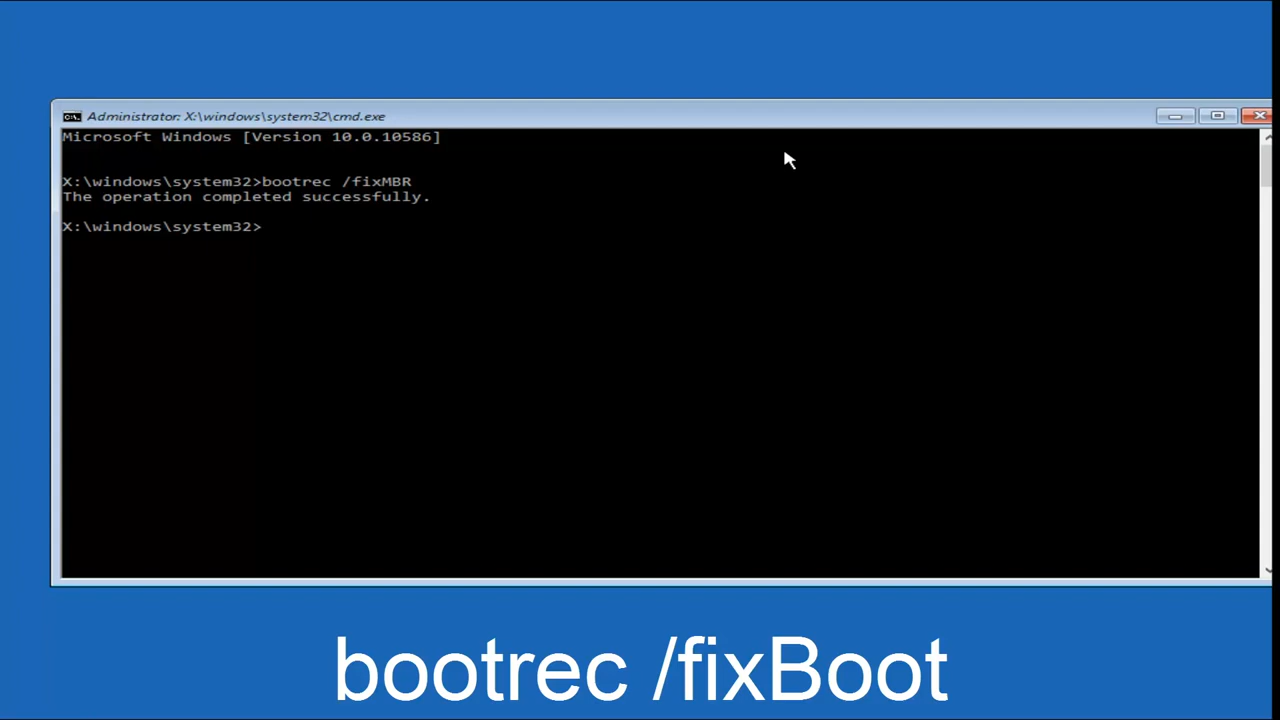 Administrator: X:\windows\system32\cmd.exe
Microsoft Windows [Version 10.0.10586]
X:\windows\system32>bootrec /fixMBR
The operation completed successfully.
X:\windows\system32>
bootrec /fixBoot